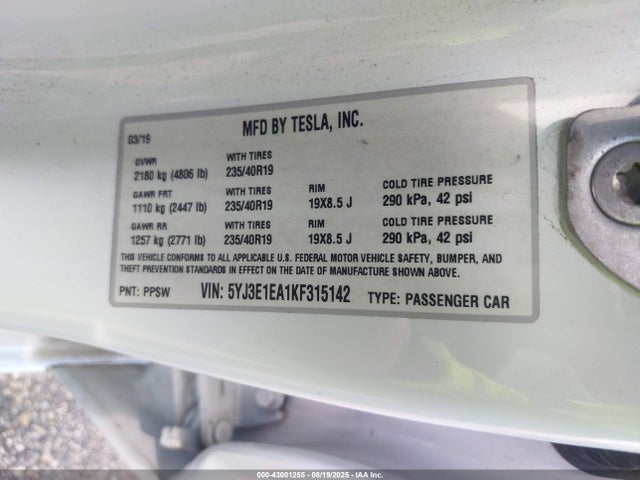 MFD BY TESLA, INC.
03/19
GVWR WITH TIRES
2180 kg (4806 lb) 235/40R19
GAWR FRT WITH TIRES RIM COLD TIRE PRESSURE
1110 kg (2447 lb) 235/40R19 19X8.5 J 290 kPa, 42 psi
GAWR RR WITH TIRES RIM COLD TIRE PRESSURE
1257 kg (2771 lb) 235/40R19 19X8.5 J 290 kPa, 42 psi
THIS VEHICLE CONFORMS TO ALL APPLICABLE U.S. FEDERAL MOTOR VEHICLE SAFETY, BUMPER, AND
THEFT PREVENTION STANDARDS IN EFFECT ON THE DATE OF MANUFACTURE SHOWN ABOVE.
PNT: PPSW VIN: 5YJ3E1EA1KF315142 TYPE: PASSENGER CAR
000-43001255 - 08/19/2025 - IAA Inc.